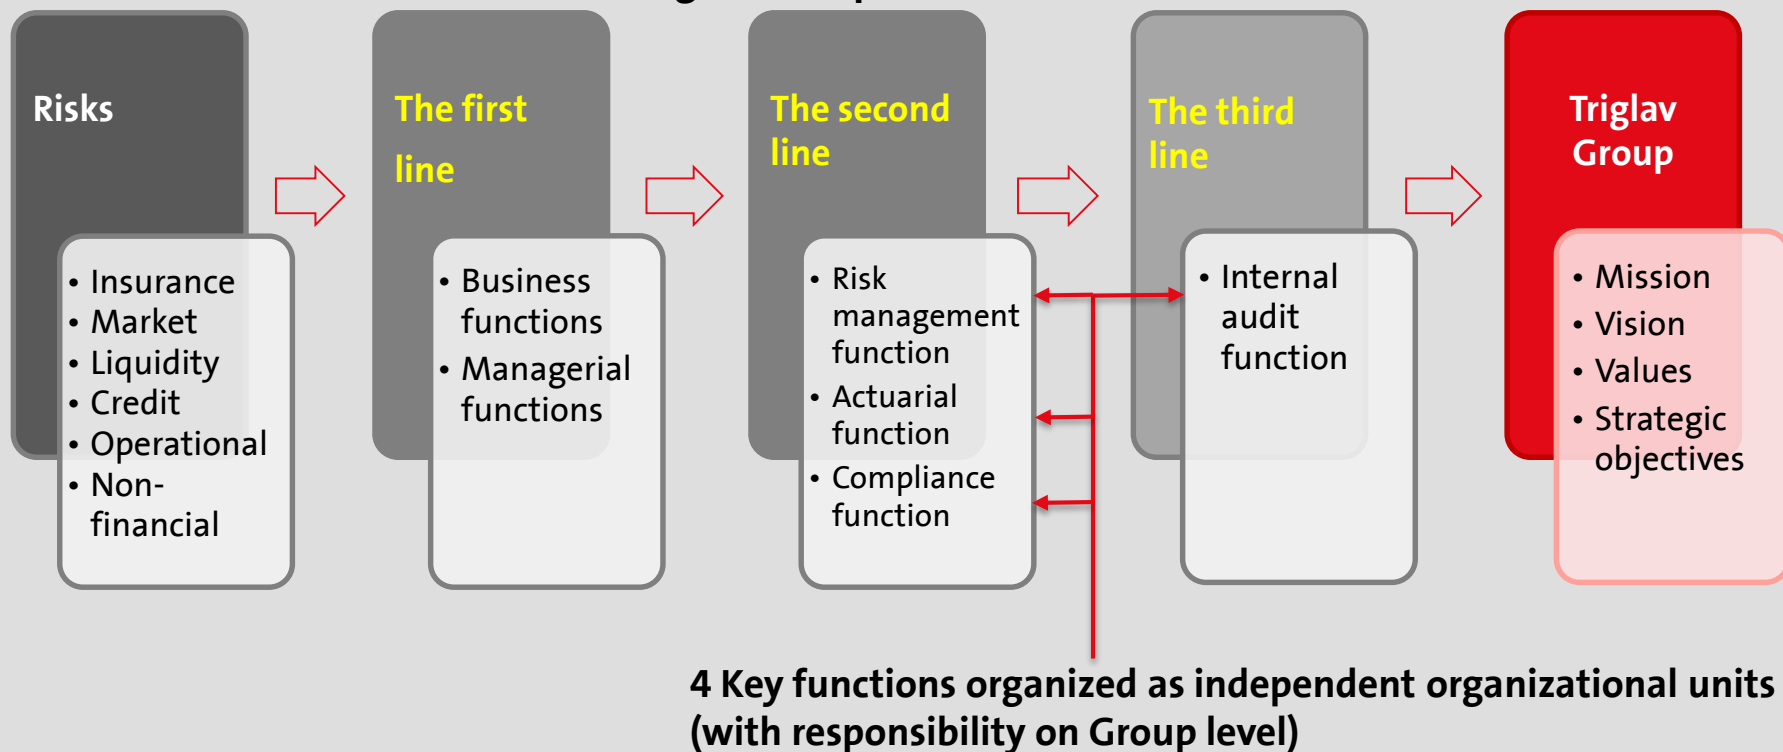 Risks
• Insurance
• Market
• Liquidity
• Credit
• Operational
• Non-
financial
The first
line
• Business
functions
• Managerial
functions
The second
line
• Risk
management
function
• Actuarial
function
• Compliance
function
The third
line
• Internal
audit
function
Triglav
Group
• Mission
• Vision
• Values
• Strategic
objectives
4 Key functions organized as independent organizational units
(with responsibility on Group level)